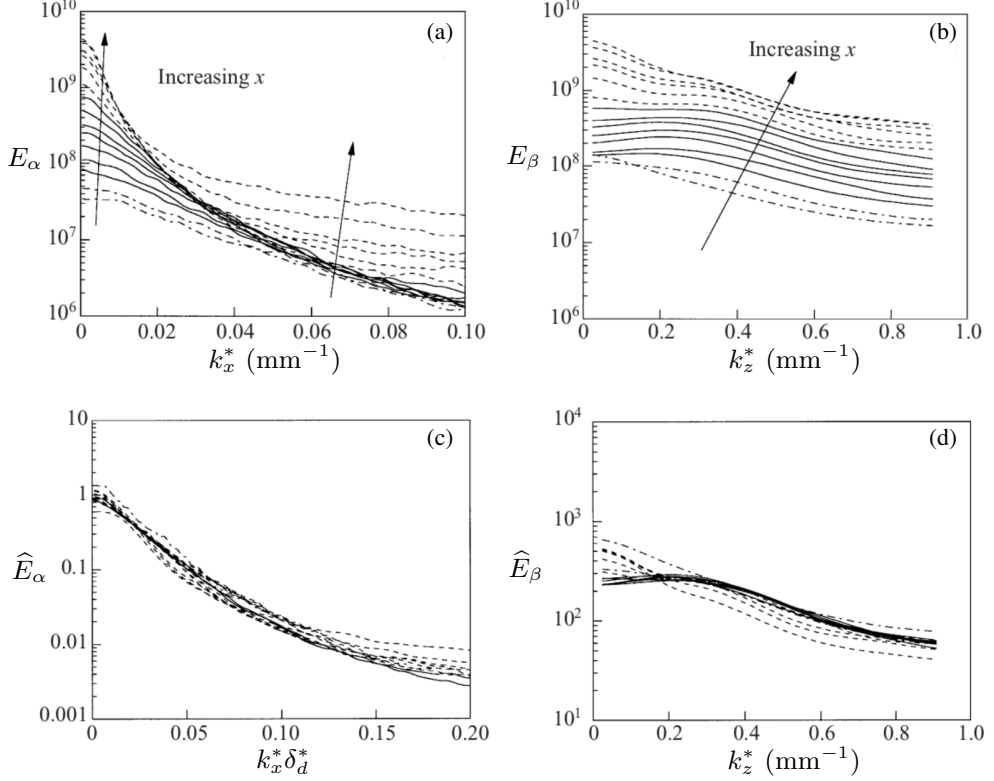 10^{10}
10^9
10^8
10^7
10^6
E_α
(a)
Increasing x
0 0.02 0.04 0.06 0.08 0.10
k_x^* (mm^{-1})
10^{10}
10^9
10^8
10^7
10^6
E_β
(b)
Increasing x
0 0.2 0.4 0.6 0.8 1.0
k_z^* (mm^{-1})
10
1
0.1
0.01
0.001
Ê_α
(c)
0 0.05 0.10 0.15 0.20
k_x^* δ_d^*
10^4
10^3
10^2
10^1
Ê_β
(d)
0 0.2 0.4 0.6 0.8 1.0
k_z^* (mm^{-1})